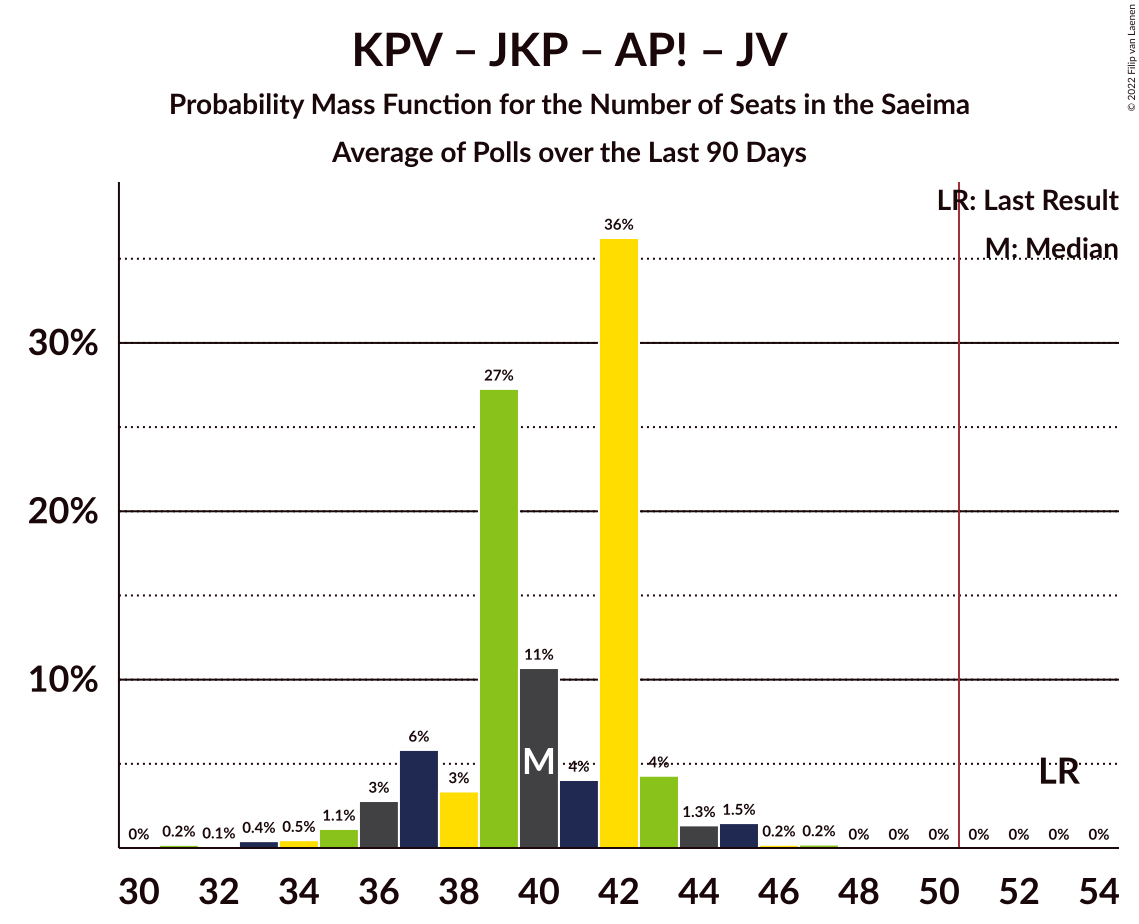 KPV – JKP – AP! – JV
Probability Mass Function for the Number of Seats in the Saeima
Average of Polls over the Last 90 Days
© 2022 Filip van Laenen
LR: Last Result
M: Median
36%
30%
27%
20%
11%
10%
6%
M
4%
4%
LR
3%
3%
1.1%
1.3%
1.5%
0% 0.2% 0.1% 0.4% 0.5% 0.2% 0.2% 0% 0% 0% 0% 0% 0% 0%
30 32 34 36 38 40 42 44 46 48 50 52 54